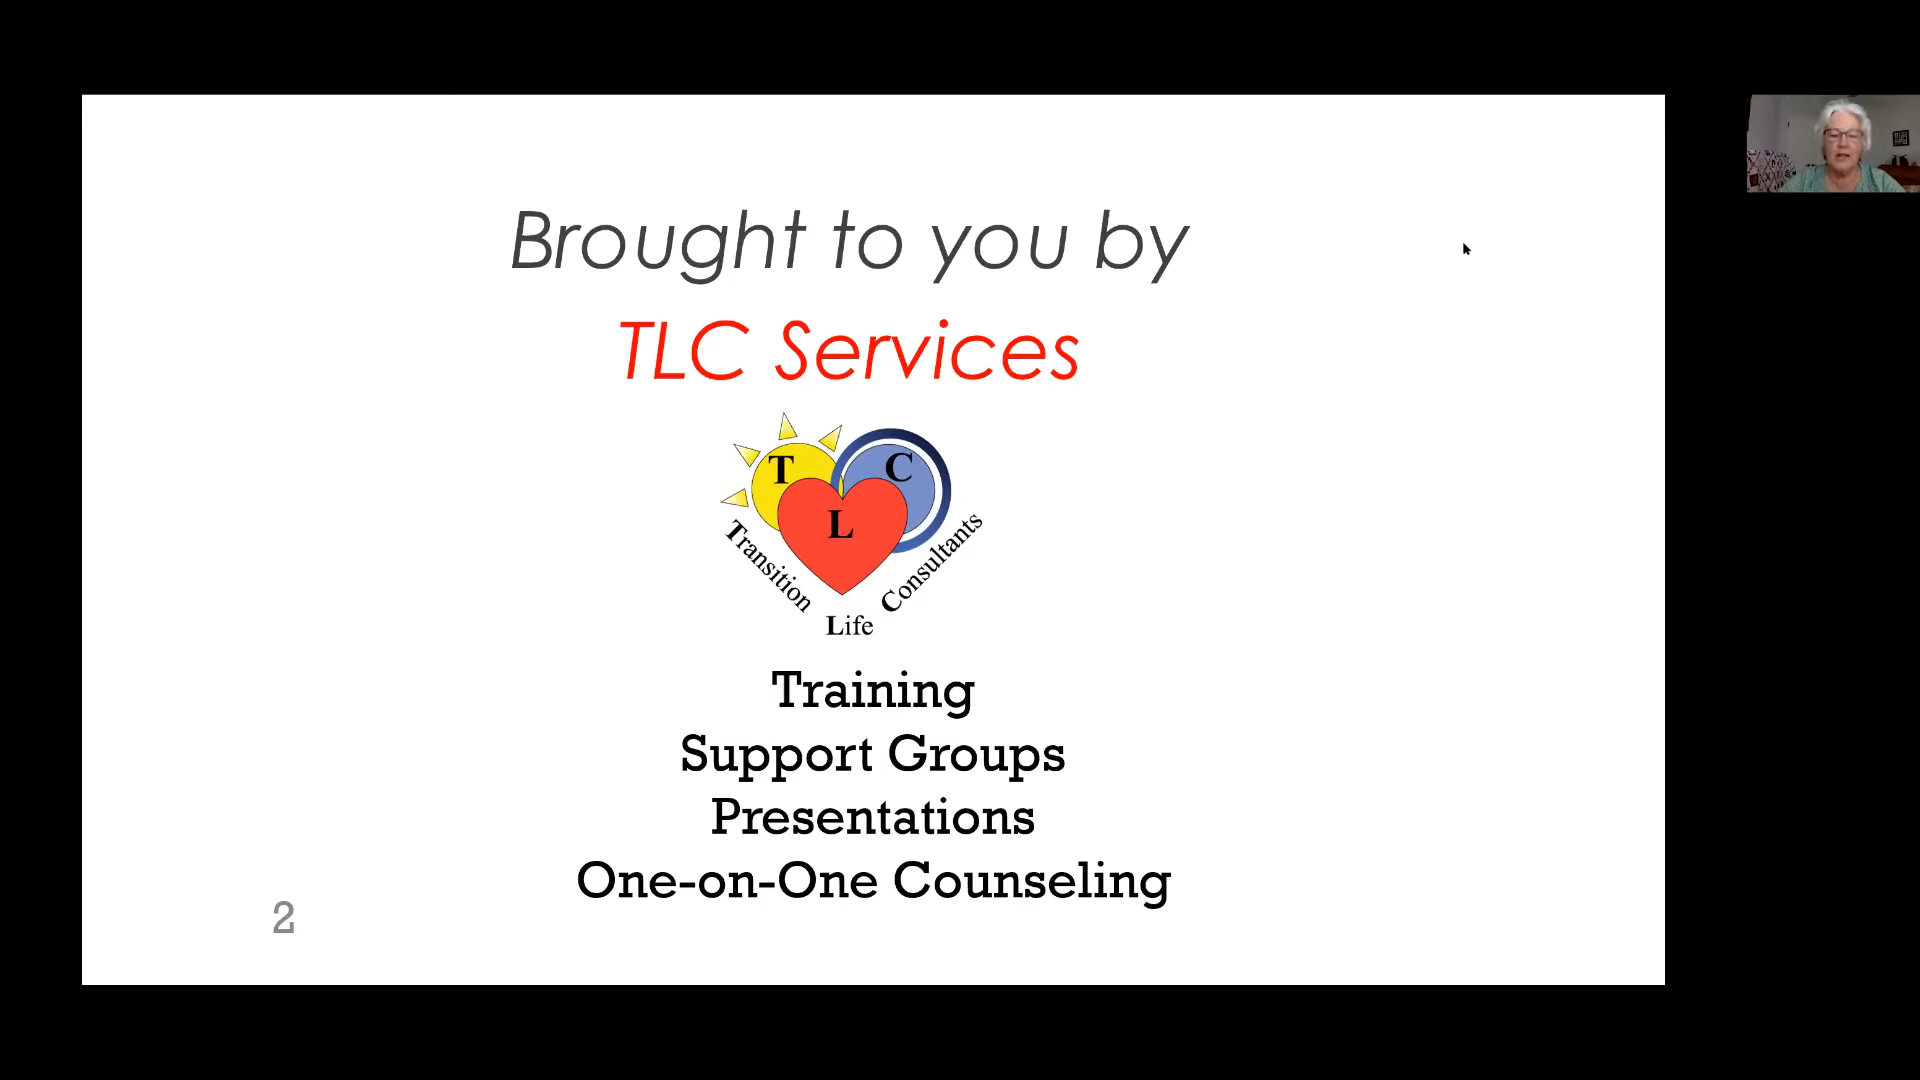 Brought to you by
TLC Services
T
C
L
Transition
Life
Consultants
Training
Support Groups
Presentations
One-on-One Counseling
2